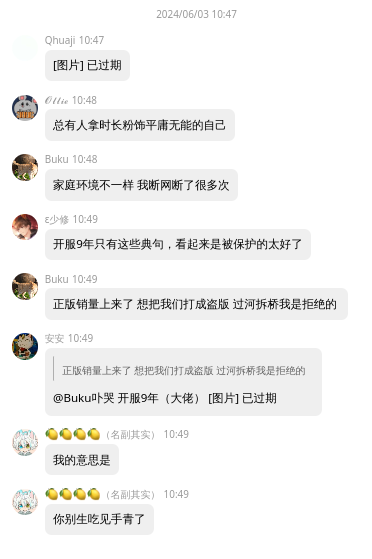 2024/06/03 10:47
Qhuaji 10:47
[图片] 已过期
𝒪𝓁𝓁𝒾𝑒 10:48
总有人拿时长粉饰平庸无能的自己
Buku 10:48
家庭环境不一样 我断网断了很多次
ε少修 10:49
开服9年只有这些典句，看起来是被保护的太好了
Buku 10:49
正版销量上来了 想把我们打成盗版 过河拆桥我是拒绝的
安安 10:49
正版销量上来了 想把我们打成盗版 过河拆桥我是拒绝的
@Buku卟哭 开服9年（大佬） [图片] 已过期
🍋🍋🍋🍋（名副其实） 10:49
我的意思是
🍋🍋🍋🍋（名副其实） 10:49
你别生吃见手青了